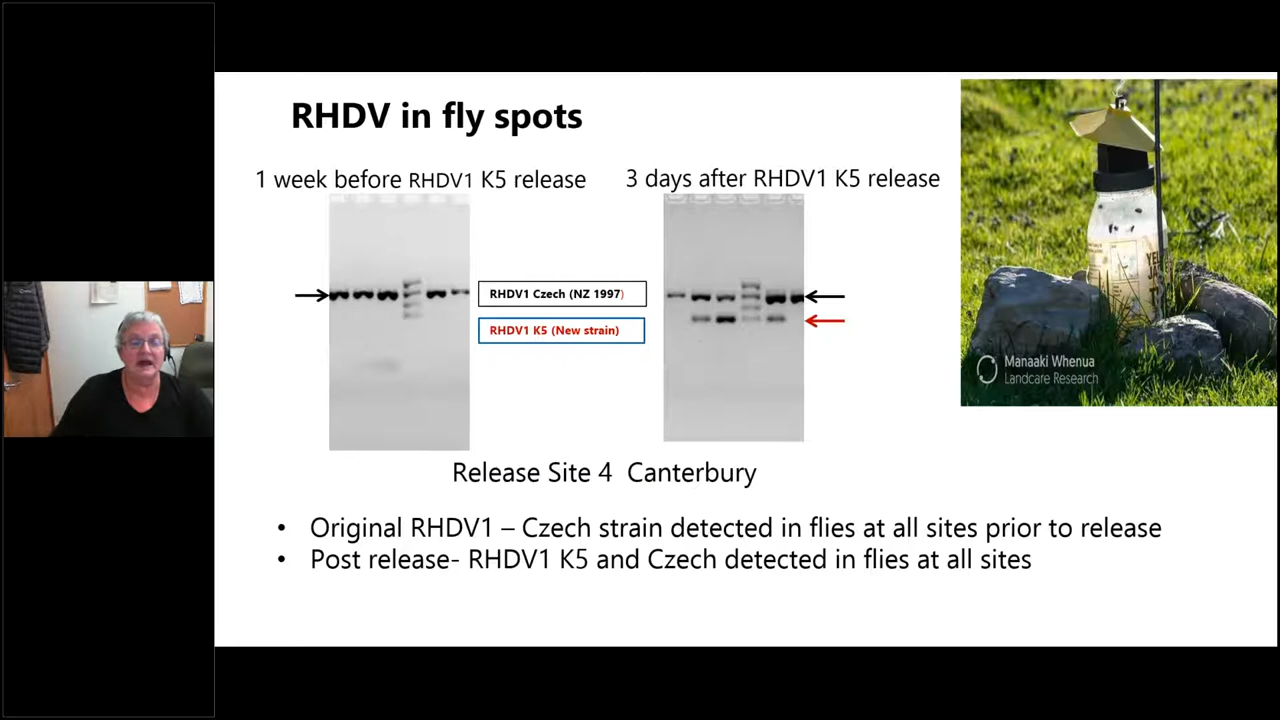 RHDV in fly spots
1 week before RHDV1 K5 release
3 days after RHDV1 K5 release
RHDV1 Czech (NZ 1997)
RHDV1 K5 (New strain)
Manaaki Whenua
Landcare Research
Release Site 4 Canterbury
• Original RHDV1 – Czech strain detected in flies at all sites prior to release
• Post release- RHDV1 K5 and Czech detected in flies at all sites